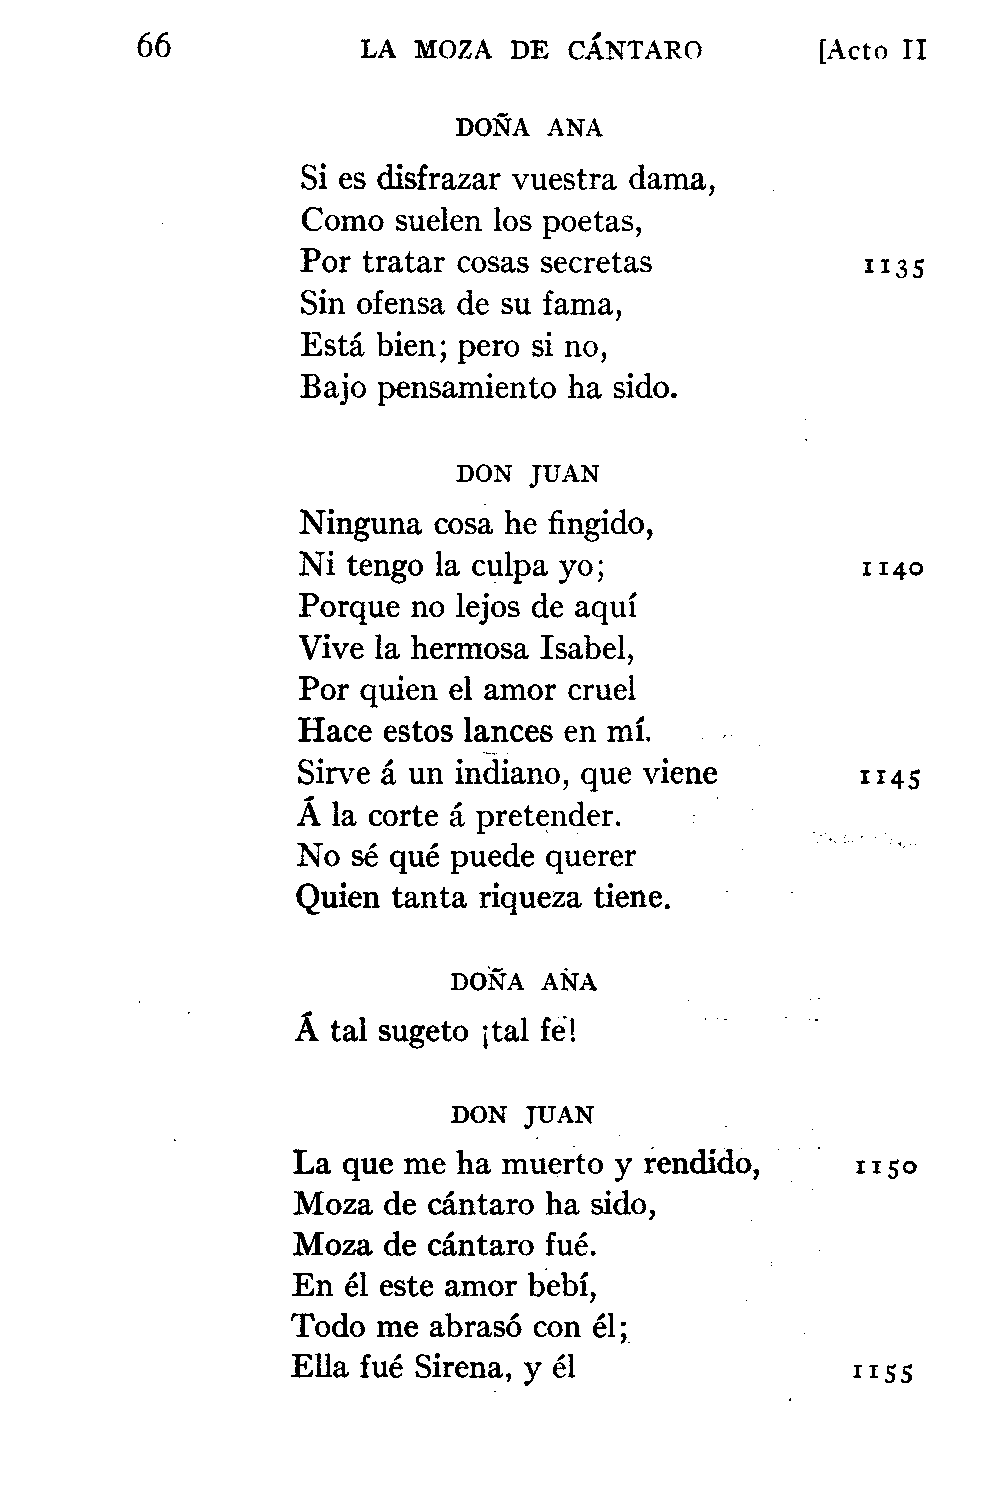 66 LA MOZA DE CÁNTARO [Acto II
DOÑA ANA
Si es disfrazar vuestra dama,
Como suelen los poetas,
Por tratar cosas secretas 1135
Sin ofensa de su fama,
Está bien; pero si no,
Bajo pensamiento ha sido.
DON JUAN
Ninguna cosa he fingido,
Ni tengo la culpa yo; 1140
Porque no lejos de aquí
Vive la hermosa Isabel,
Por quien el amor cruel
Hace estos lances en mí.
Sirve á un indiano, que viene 1145
Á la corte á pretender.
No sé qué puede querer
Quien tanta riqueza tiene.
DOÑA ANA
Á tal sugeto ¡tal fe!
DON JUAN
La que me ha muerto y rendido, 1150
Moza de cántaro ha sido,
Moza de cántaro fué.
En él este amor bebí,
Todo me abrasó con él;
Ella fué Sirena, y él 1155